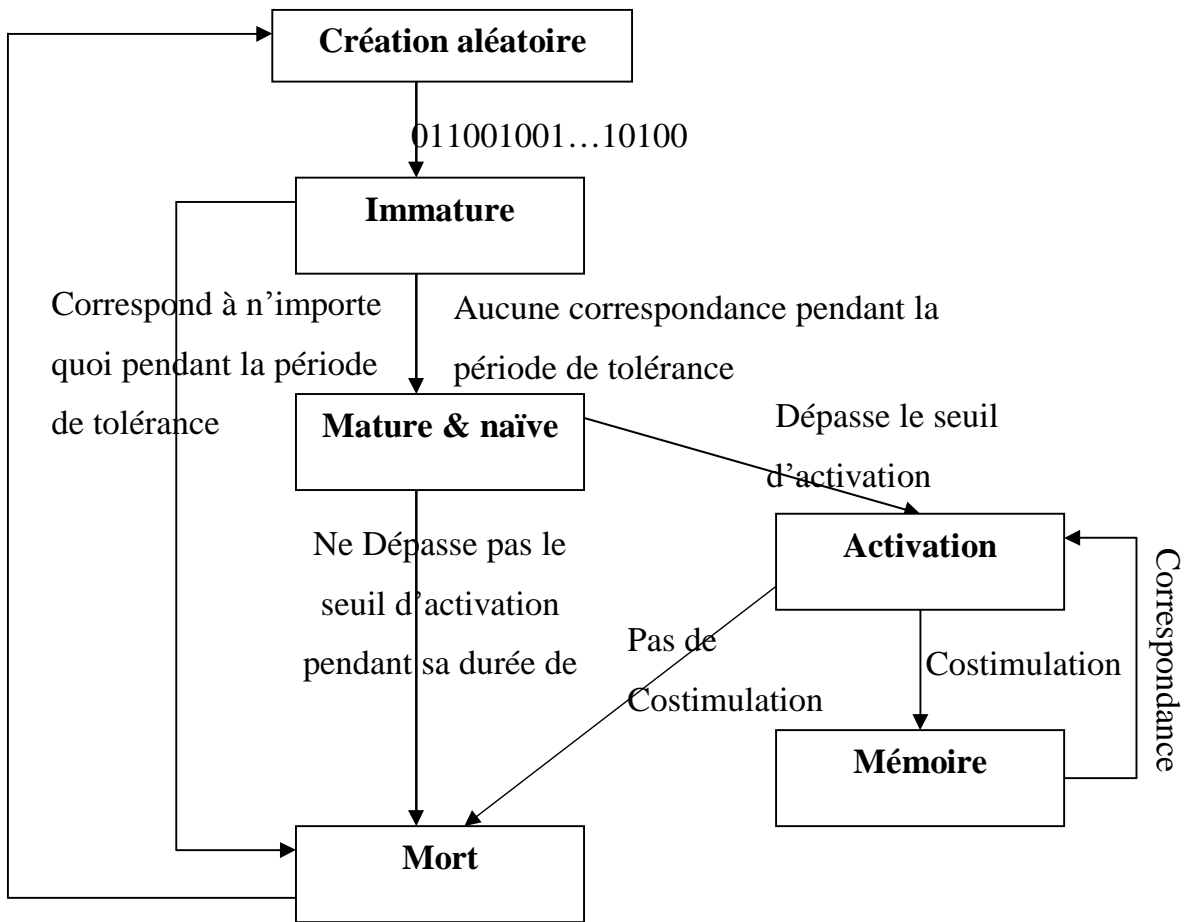 Création aléatoire
011001001…10100
Immature
Correspond à n’importe
quoi pendant la période
de tolérance
Aucune correspondance pendant la
période de tolérance
Mature & naïve
Dépasse le seuil
d’activation
Ne Dépasse pas le
seuil d’activation
pendant sa durée de
Activation
Pas de
Costimulation
Costimulation
Correspondance
Mémoire
Mort